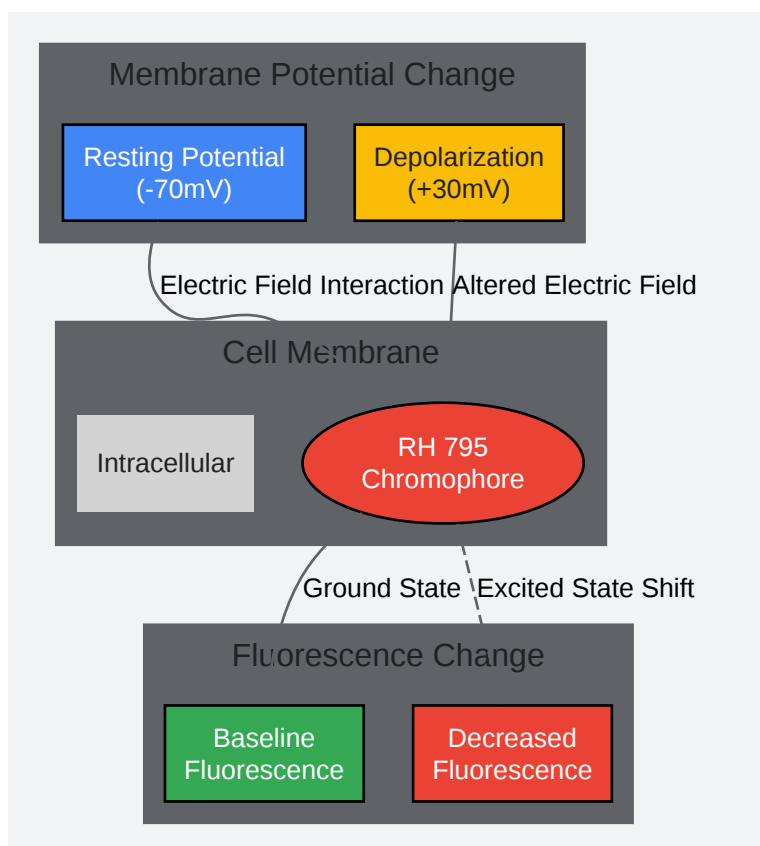 Membrane Potential Change
Resting Potential
(-70mV)
Depolarization
(+30mV)
Electric Field Interaction
Altered Electric Field
Cell Membrane
Intracellular
RH 795
Chromophore
Ground State
Excited State Shift
Fluorescence Change
Baseline
Fluorescence
Decreased
Fluorescence